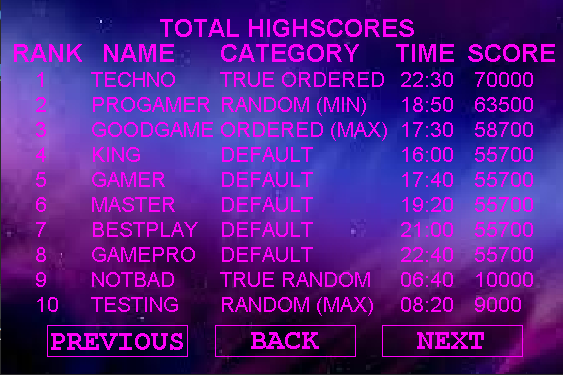 TOTAL HIGHSCORES
RANK NAME CATEGORY TIME SCORE
1 TECHNO TRUE ORDERED 22:30 70000
2 PROGAMER RANDOM (MIN) 18:50 63500
3 GOODGAME ORDERED (MAX) 17:30 58700
4 KING DEFAULT 16:00 55700
5 GAMER DEFAULT 17:40 55700
6 MASTER DEFAULT 19:20 55700
7 BESTPLAY DEFAULT 21:00 55700
8 GAMEPRO DEFAULT 22:40 55700
9 NOTBAD TRUE RANDOM 06:40 10000
10 TESTING RANDOM (MAX) 08:20 9000
PREVIOUS BACK NEXT